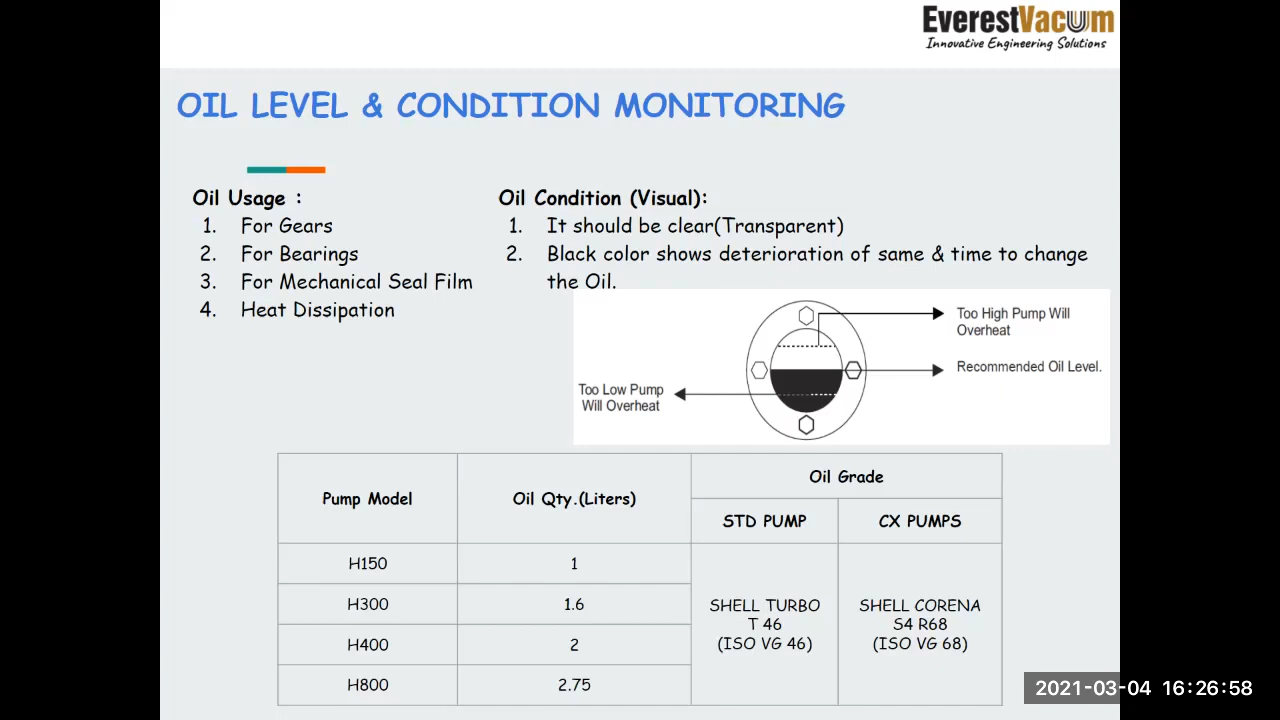 EverestVacuum
Innovative Engineering Solutions
OIL LEVEL & CONDITION MONITORING
Oil Usage :
1. For Gears
2. For Bearings
3. For Mechanical Seal Film
4. Heat Dissipation
Oil Condition (Visual):
1. It should be clear(Transparent)
2. Black color shows deterioration of same & time to change
the Oil.
Too High Pump Will
Overheat
Recommended Oil Level.
Too Low Pump
Will Overheat
Pump Model
Oil Qty.(Liters)
Oil Grade
STD PUMP
CX PUMPS
H150
1
H300
1.6
H400
2
H800
2.75
SHELL TURBO
T 46
(ISO VG 46)
SHELL CORENA
S4 R68
(ISO VG 68)
2021-03-04 16:26:58